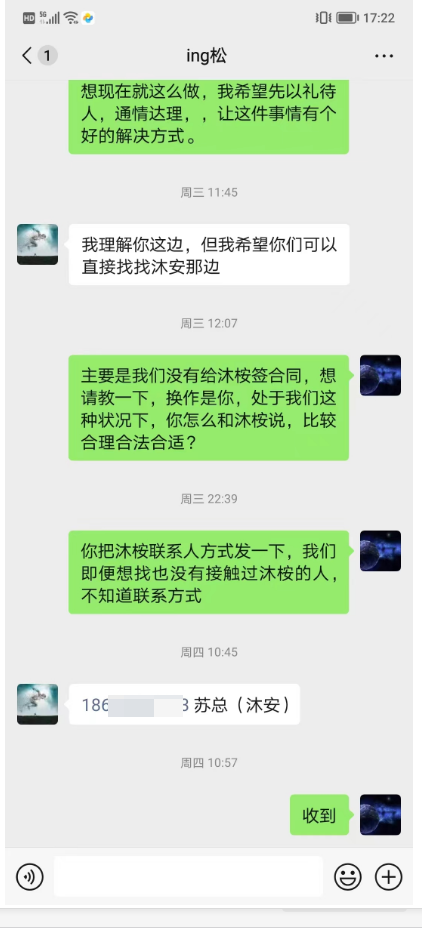 HD 5G 17:22
1 ing松
想现在就这么做，我希望先以礼待
人，通情达理，，让这件事情有个
好的解决方式。
周三 11:45
我理解你这边，但我希望你们可以
直接找找沐安那边
周三 12:07
主要是我们没有给沐桉签合同，想
请教一下，换作是你，处于我们这
种状况下，你怎么和沐桉说，比较
合理合法合适？
周三 22:39
你把沐桉联系人方式发一下，我们
即便想找也没有接触过沐桉的人，
不知道联系方式
周四 10:45
186 3 苏总（沐安）
周四 10:57
收到